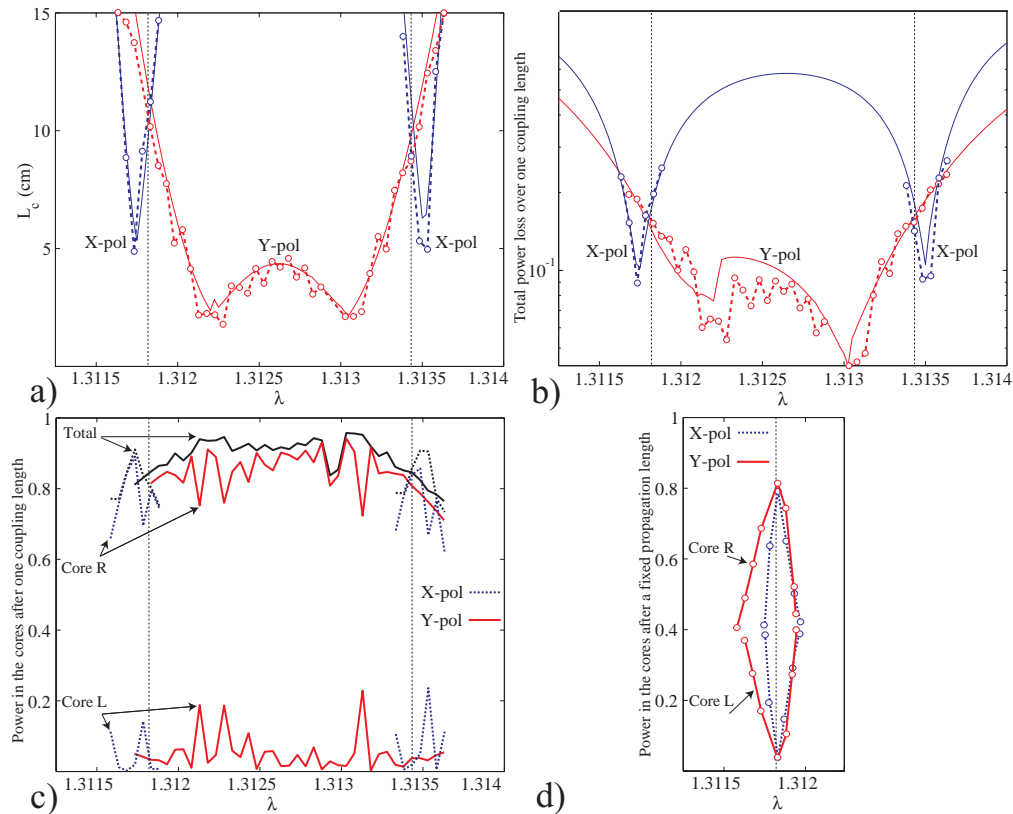 15
10
5
L_c (cm)
X-pol
Y-pol
X-pol
1.3115
1.312
1.3125
1.313
1.3135
1.314
a)
λ
Total power loss over one coupling length
10^-1
X-pol
Y-pol
X-pol
1.3115
1.312
1.3125
1.313
1.3135
1.314
b)
λ
Power in the cores after one coupling length
1
0.8
0.6
0.4
0.2
Total
Core R
X-pol
Y-pol
Core L
1.3115
1.312
1.3125
1.313
1.3135
1.314
c)
λ
Power in the cores after a fixed propagation length
1
0.8
0.6
0.4
0.2
X-pol
Y-pol
Core R
Core L
1.3115
1.312
d)
λ